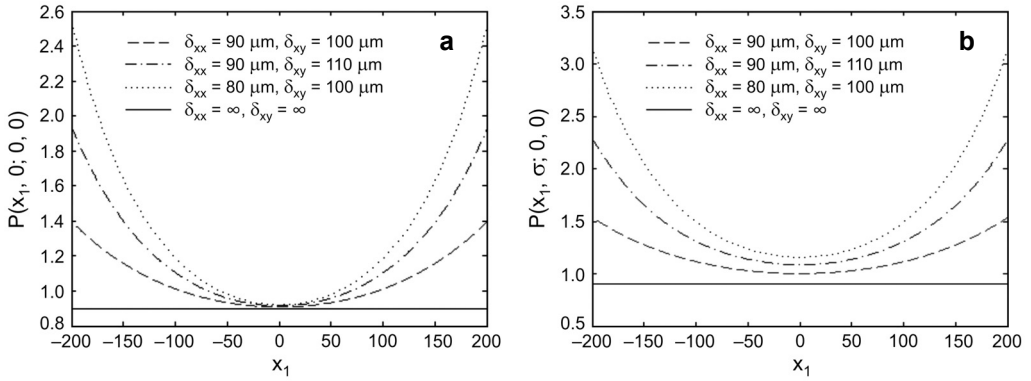 a
δxx = 90 μm, δxy = 100 μm
δxx = 90 μm, δxy = 110 μm
δxx = 80 μm, δxy = 100 μm
δxx = ∞, δxy = ∞
P(x1, 0; 0, 0)
2.6
2.4
2.2
2.0
1.8
1.6
1.4
1.2
1.0
0.8
–200 –150 –100 –50 0 50 100 150 200
x1
b
δxx = 90 μm, δxy = 100 μm
δxx = 90 μm, δxy = 110 μm
δxx = 80 μm, δxy = 100 μm
δxx = ∞, δxy = ∞
P(x1, σ; 0, 0)
3.5
3.0
2.5
2.0
1.5
1.0
0.5
–200 –150 –100 –50 0 50 100 150 200
x1